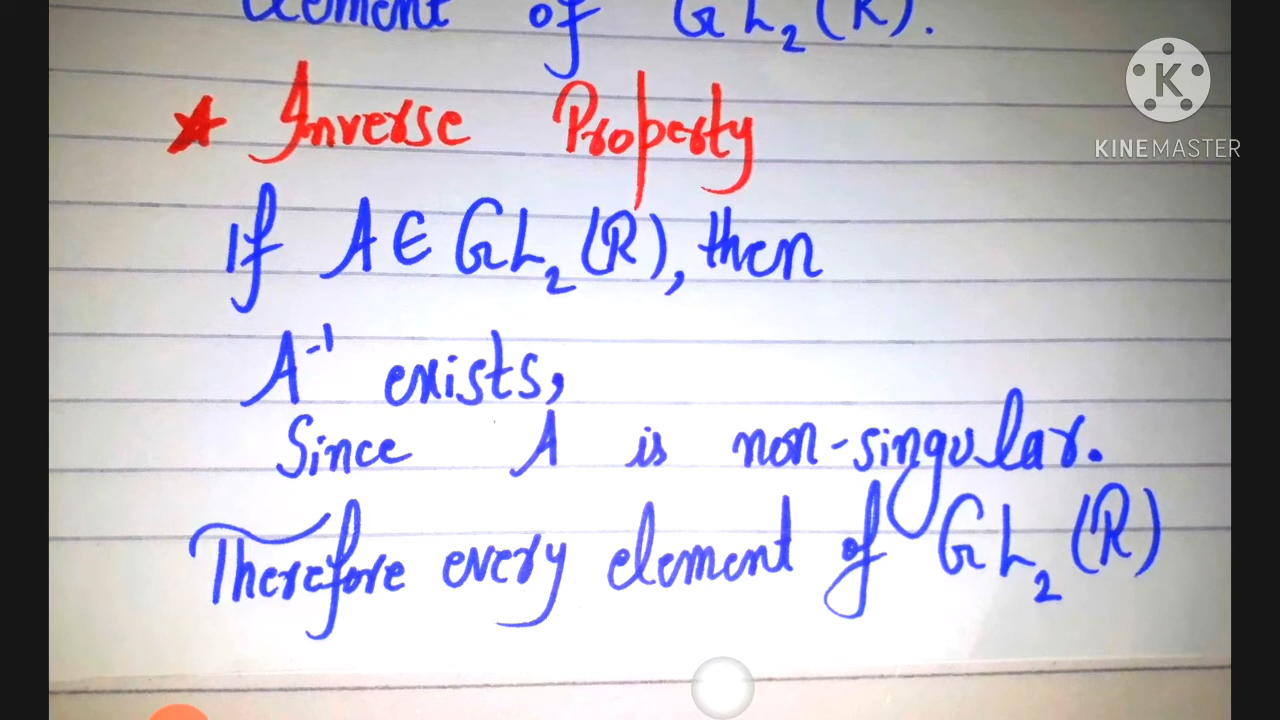 element of GL₂(R).
K
KINEMASTER
★ Inverse Property
If A ∈ GL₂(R), then
A⁻¹ exists,
Since A is non-singular.
Therefore every element of GL₂(R)